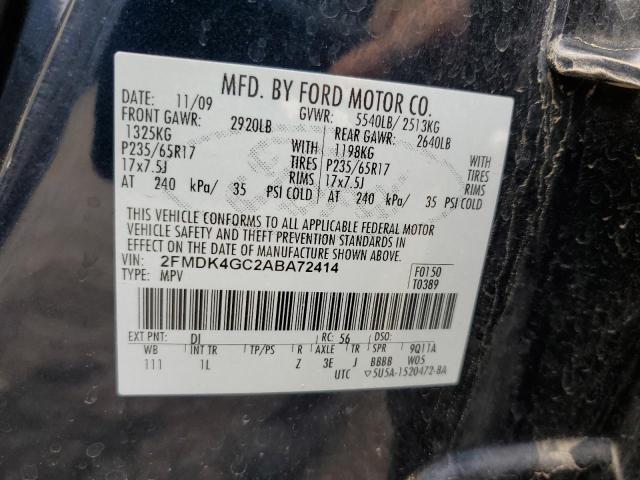 MFD. BY FORD MOTOR CO.
DATE: 11/09 GVWR: 5540LB/ 2513KG
FRONT GAWR: 2920LB REAR GAWR: 2640LB
1325KG WITH 1198KG WITH
P235/65R17 TIRES P235/65R17 TIRES
17x7.5J RIMS 17x7.5J RIMS
AT 240 kPa/ 35 PSI COLD AT 240 kPa/ 35 PSI COLD
THIS VEHICLE CONFORMS TO ALL APPLICABLE FEDERAL MOTOR
VEHICLE SAFETY AND THEFT PREVENTION STANDARDS IN
EFFECT ON THE DATE OF MANUFACTURE SHOWN ABOVE.
VIN: 2FMDK4GC2ABA72414 F0150
TYPE: MPV T0389
EXT PNT: DI RC: 56 DSO:
WB INT TR TP/PS R AXLE TR SPR 9Q11A
111 1L Z 3E J BBBB W05
UTC ▽5U5A-1520472-BA